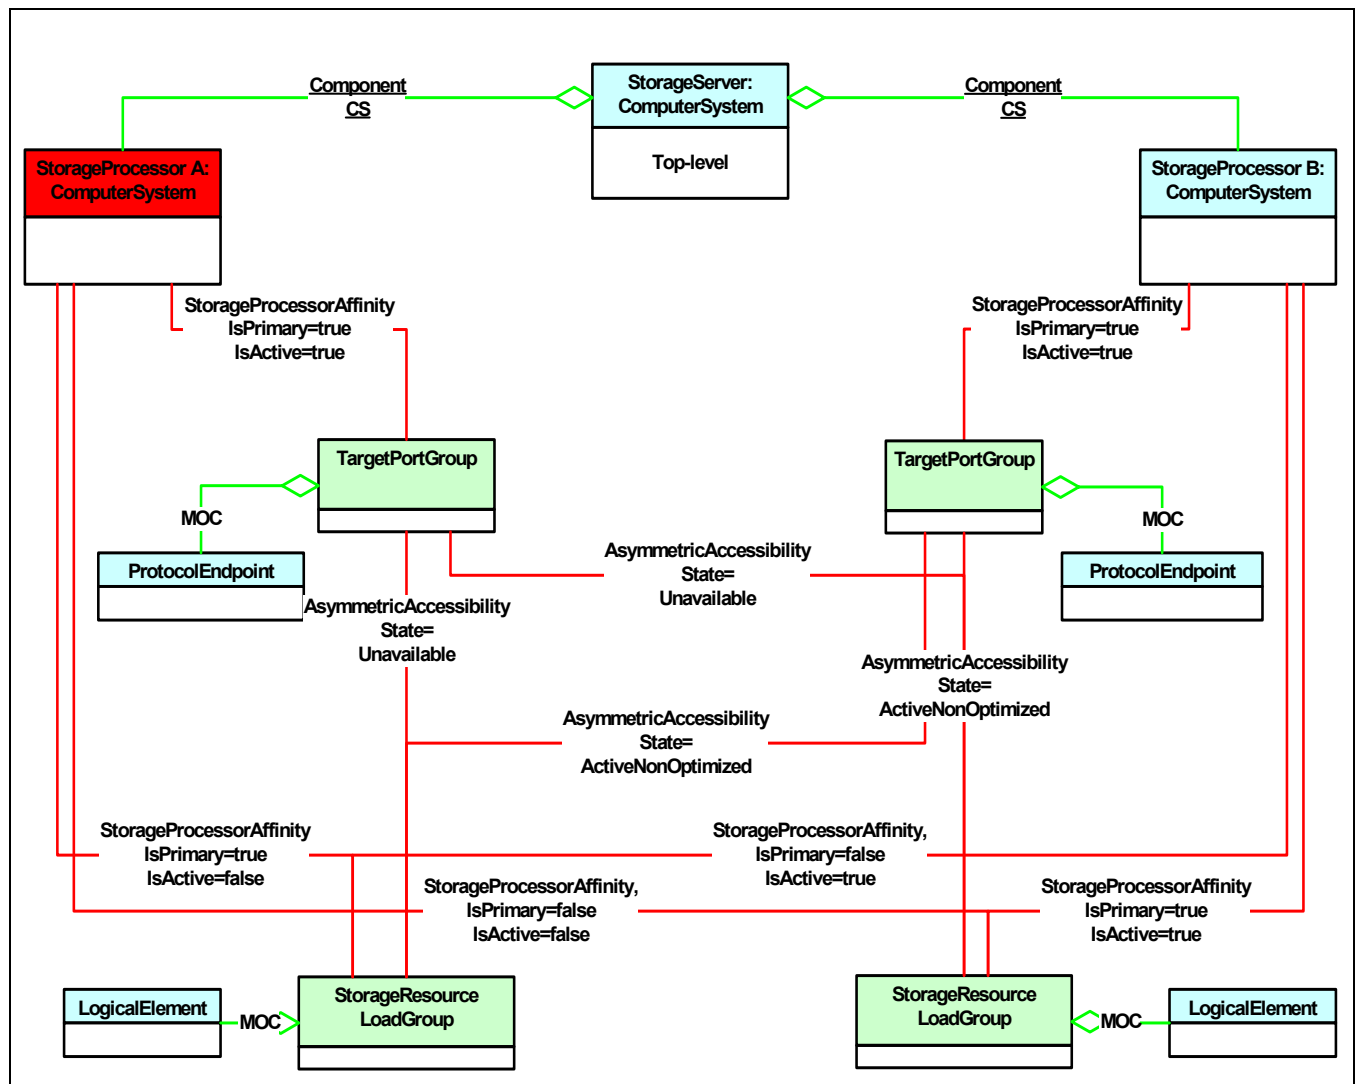 Component
CS
StorageServer:
ComputerSystem
Top-level
Component
CS
StorageProcessor A:
ComputerSystem
StorageProcessor B:
ComputerSystem
StorageProcessorAffinity
IsPrimary=true
IsActive=true
StorageProcessorAffinity
IsPrimary=true
IsActive=true
TargetPortGroup
TargetPortGroup
MOC
MOC
ProtocolEndpoint
ProtocolEndpoint
AsymmetricAccessibility
State=
Unavailable
AsymmetricAccessibility
State=
Unavailable
AsymmetricAccessibility
State=
ActiveNonOptimized
AsymmetricAccessibility
State=
ActiveNonOptimized
StorageProcessorAffinity
IsPrimary=true
IsActive=false
StorageProcessorAffinity,
IsPrimary=false
IsActive=true
StorageProcessorAffinity,
IsPrimary=false
IsActive=false
StorageProcessorAffinity
IsPrimary=true
IsActive=true
LogicalElement
MOC
StorageResource
LoadGroup
StorageResource
LoadGroup
MOC
LogicalElement